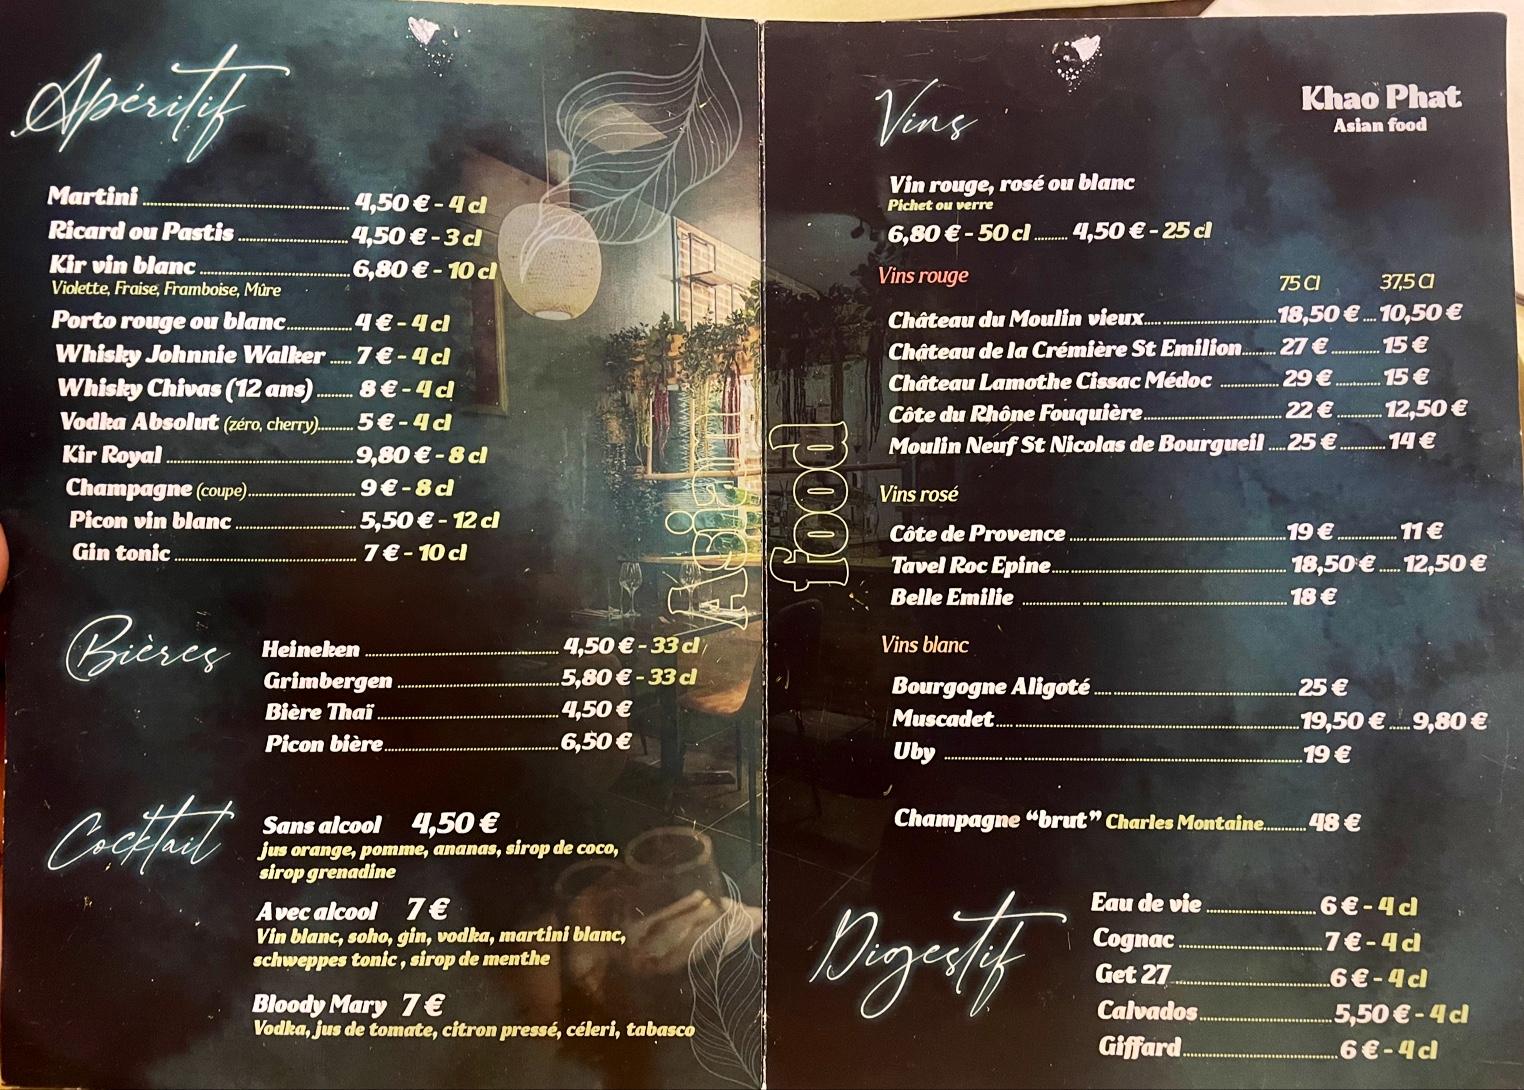 Apéritif
Martini 4,50 € - 4 cl
Ricard ou Pastis 4,50 € - 3 cl
Kir vin blanc 6,80 € - 10 cl
Violette, Fraise, Framboise, Mûre
Porto rouge ou blanc 4 € - 4 cl
Whisky Johnnie Walker 7 € - 4 cl
Whisky Chivas (12 ans) 8 € - 4 cl
Vodka Absolut (zéro, cherry) 5 € - 4 cl
Kir Royal 9,80 € - 8 cl
Champagne (coupe) 9 € - 8 cl
Picon vin blanc 5,50 € - 12 cl
Gin tonic 7 € - 10 cl
Bières
Heineken 4,50 € - 33 cl
Grimbergen 5,80 € - 33 cl
Bière Thaï 4,50 €
Picon bière 6,50 €
Cocktail
Sans alcool 4,50 €
jus orange, pomme, ananas, sirop de coco,
sirop grenadine
Avec alcool 7 €
Vin blanc, soho, gin, vodka, martini blanc,
schweppes tonic , sirop de menthe
Bloody Mary 7 €
Vodka, jus de tomate, citron pressé, céleri, tabasco
Asian
food
Vins
Khao Phat
Asian food
Vin rouge, rosé ou blanc
Pichet ou verre
6,80 € - 50 cl 4,50 € - 25 cl
Vins rouge 75 Cl 37,5 Cl
Château du Moulin vieux 18,50 € 10,50 €
Château de la Crémière St Emilion 27 € 15 €
Château Lamothe Cissac Médoc 29 € 15 €
Côte du Rhône Fouquière 22 € 12,50 €
Moulin Neuf St Nicolas de Bourgueil 25 € 14 €
Vins rosé
Côte de Provence 19 € 11 €
Tavel Roc Epine 18,50 € 12,50 €
Belle Emilie 18 €
Vins blanc
Bourgogne Aligoté 25 €
Muscadet 19,50 € 9,80 €
Uby 19 €
Champagne “brut” Charles Montaine 48 €
Digestif
Eau de vie 6 € - 4 cl
Cognac 7 € - 4 cl
Get 27 6 € - 4 cl
Calvados 5,50 € - 4 cl
Giffard 6 € - 4 cl